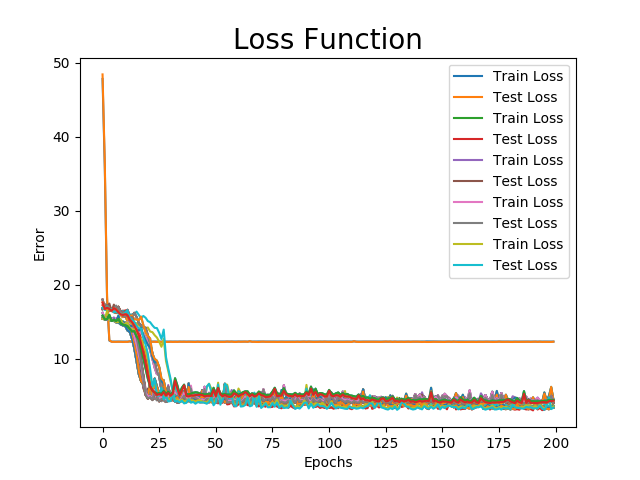 Loss Function
50
40
30
20
10
Error
0
25
50
75
100
125
150
175
200
Epochs
Train Loss
Test Loss
Train Loss
Test Loss
Train Loss
Test Loss
Train Loss
Test Loss
Train Loss
Test Loss